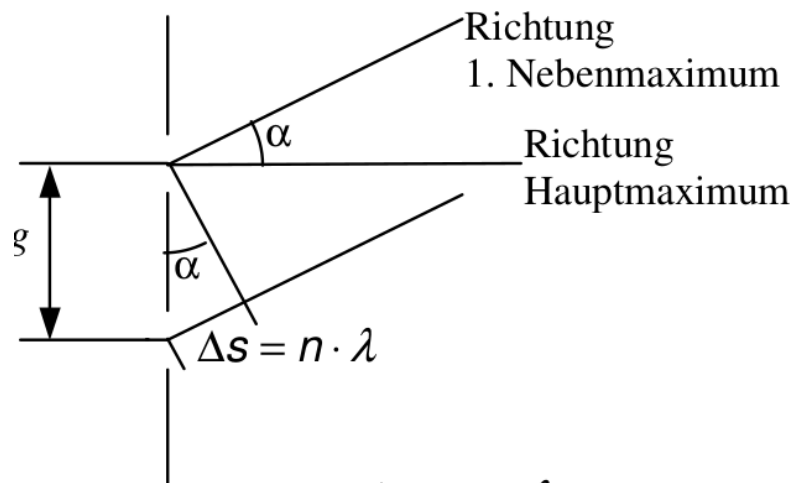 Richtung
1. Nebenmaximum
α
Richtung
Hauptmaximum
g
α
Δs = n · λ